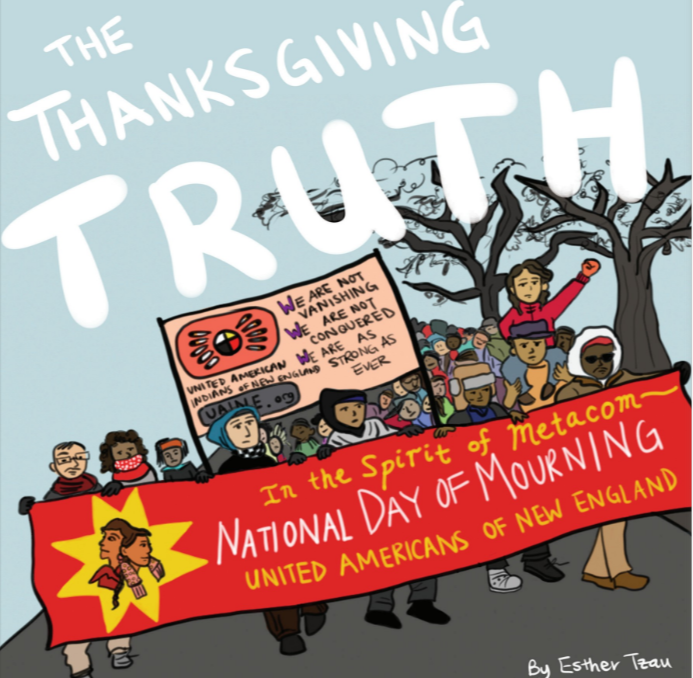 THE
THANKSGIVING
TRUTH
WE ARE NOT
VANISHING
WE ARE NOT
CONQUERED
WE ARE AS
STRONG AS
EVER
UNITED AMERICAN
INDIANS OF NEW ENGLAND
UAINE.org
In the Spirit of Metacom
NATIONAL DAY OF MOURNING
UNITED AMERICANS OF NEW ENGLAND
By Esther Tzau